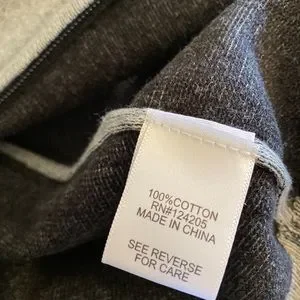 100%COTTON
RN#124205
MADE IN CHINA
SEE REVERSE
FOR CARE